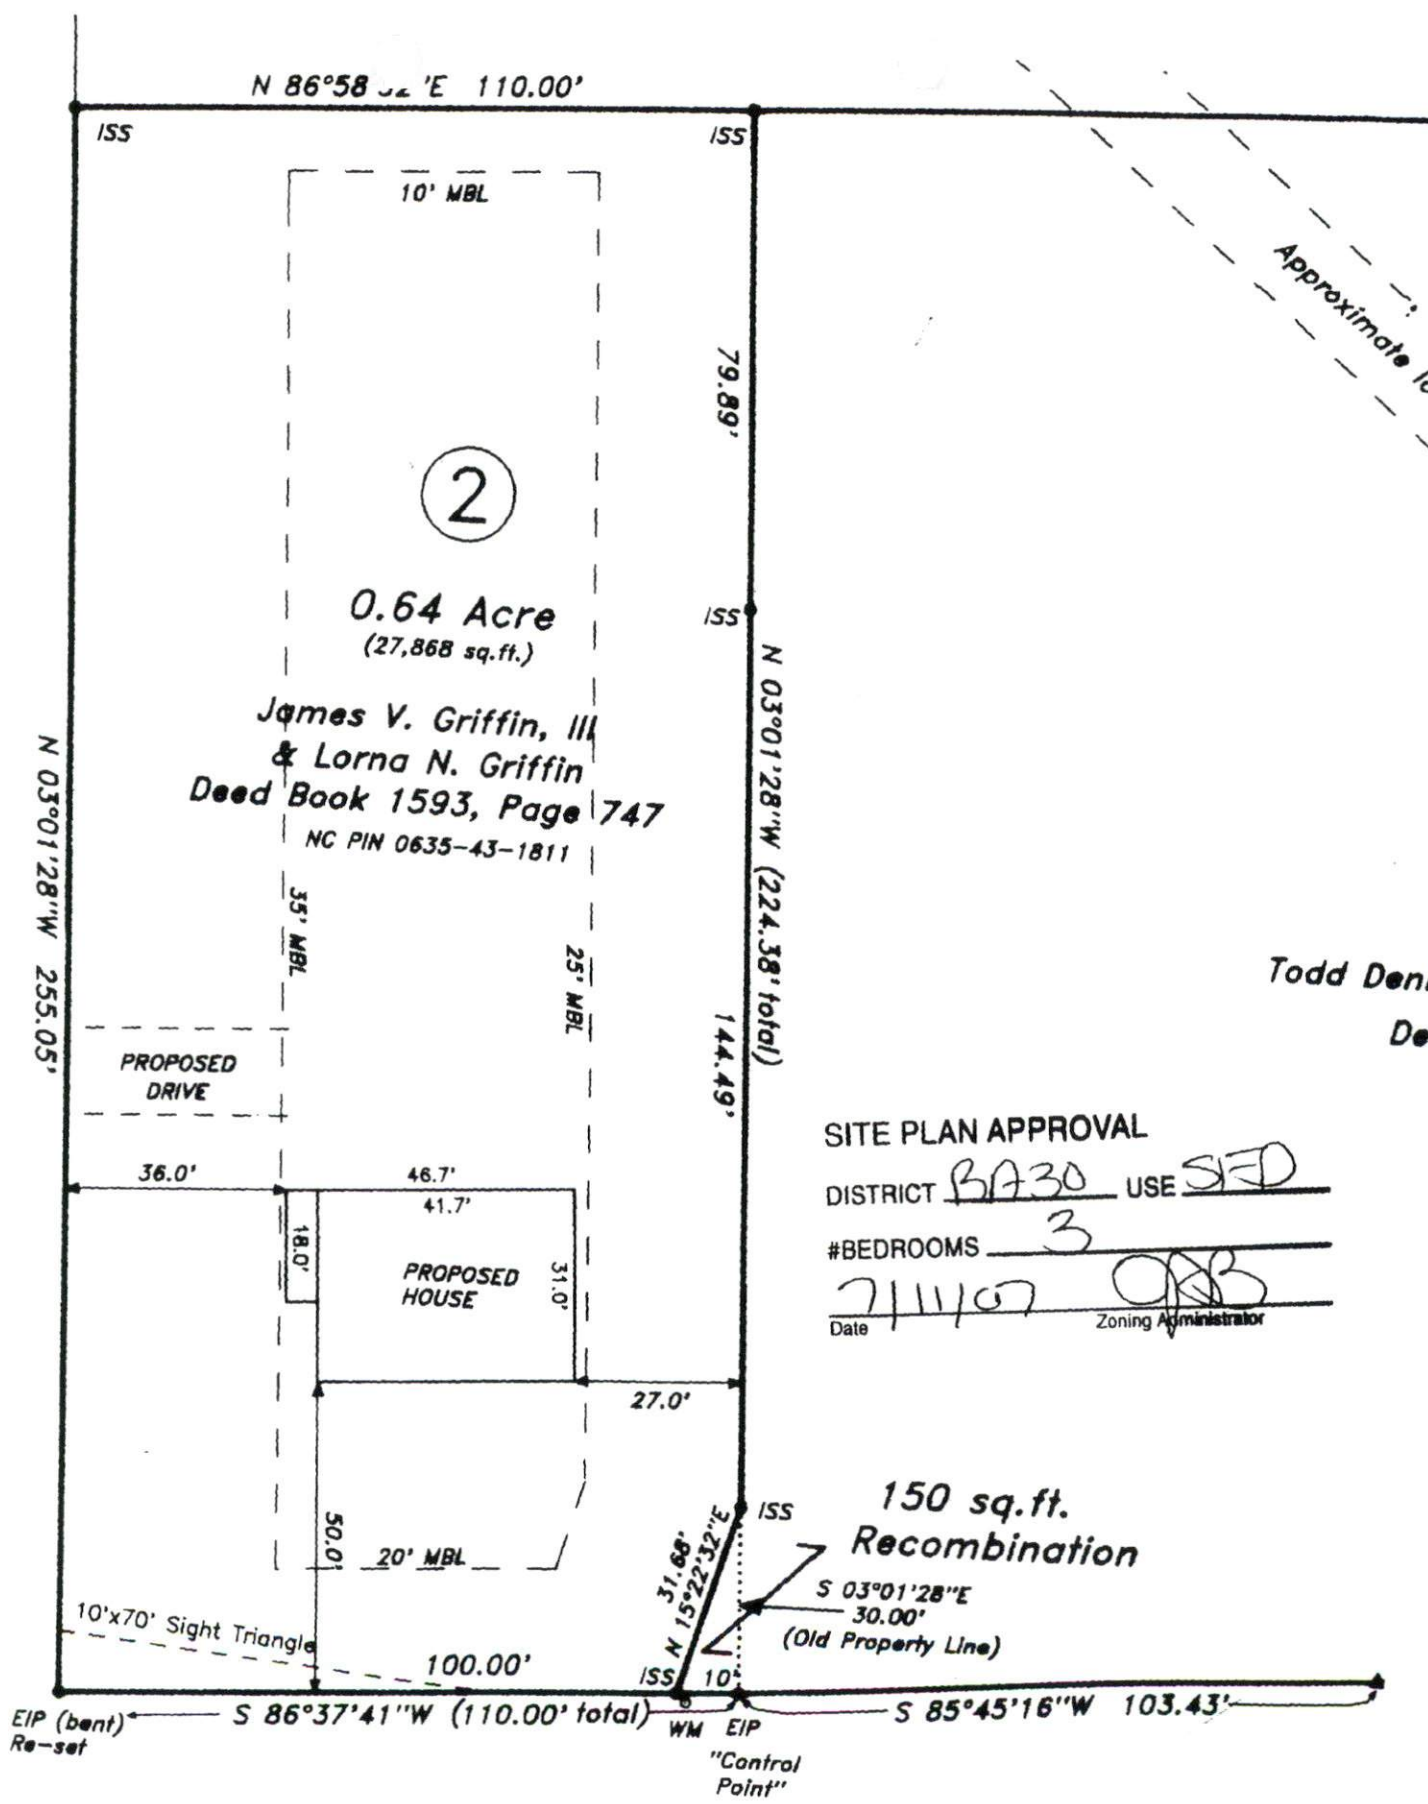 N 86°58 'E 110.00'
ISS
ISS
10' MBL
Approximate
79.89'
2
0.64 Acre
(27,868 sq.ft.)
ISS
James V. Griffin, III
& Lorna N. Griffin
Deed Book 1593, Page 747
NC PIN 0635-43-1811
N 03°01'28"W 255.05'
N 03°01'28"W (224.38' total)
35' MBL
25' MBL
144.49'
Todd
PROPOSED
DRIVE
SITE PLAN APPROVAL
DISTRICT RA30 USE SFD
#BEDROOMS 3
7/11/07
Date Zoning Administrator
36.0'
46.7'
41.7'
18.0'
31.0'
PROPOSED
HOUSE
27.0'
50.0'
20' MBL
ISS
150 sq.ft.
Recombination
31.68'
N 15°22'32"E
S 03°01'28"E
30.00'
(Old Property Line)
10'x70' Sight Triangle
100.00'
ISS
10'
EIP (bent)
Re-set
S 86°37'41"W (110.00' total)
WM
EIP
"Control
Point"
S 85°45'16"W 103.43'